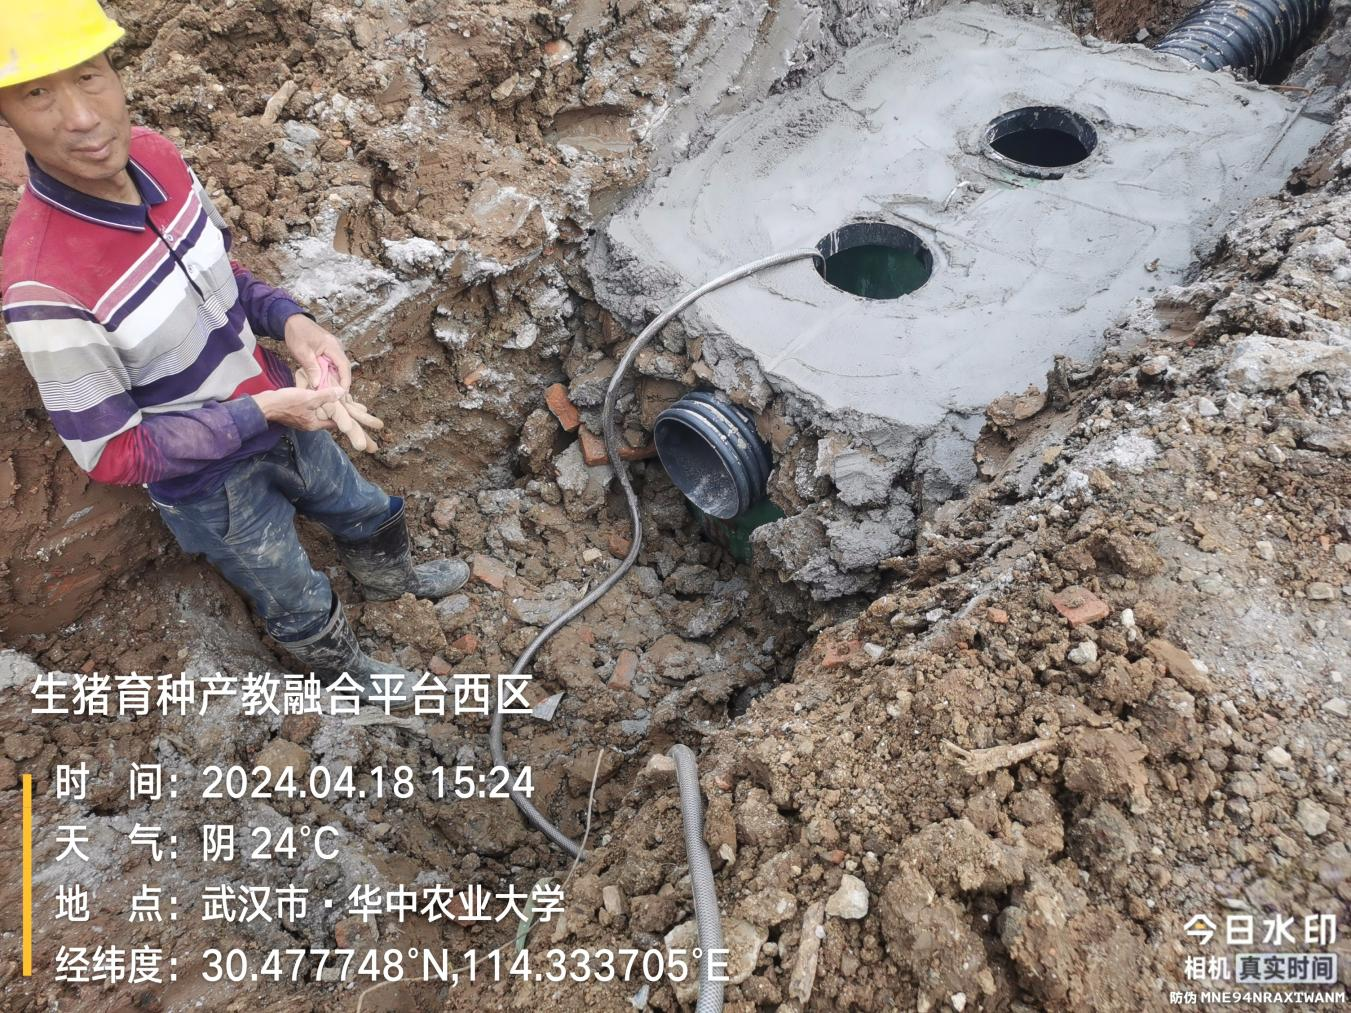 生猪育种产教融合平台西区
时 间：2024.04.18 15:24
天 气：阴 24°C
地 点：武汉市·华中农业大学
经纬度：30.477748°N,114.333705°E
今日水印
相机 真实时间
防伪 MNE94NRAXTWANM